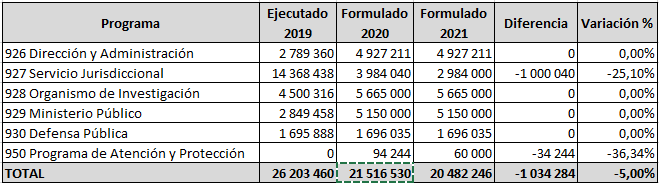 Programa Ejecutado 2019 Formulado 2020 Formulado 2021 Diferencia Variación %
926 Dirección y Administración 2 789 360 4 927 211 4 927 211 0 0,00%
927 Servicio Jurisdiccional 14 368 438 3 984 040 2 984 000 -1 000 040 -25,10%
928 Organismo de Investigación 4 500 316 5 665 000 5 665 000 0 0,00%
929 Ministerio Público 2 849 458 5 150 000 5 150 000 0 0,00%
930 Defensa Pública 1 695 888 1 696 035 1 696 035 0 0,00%
950 Programa de Atención y Protección 0 94 244 60 000 -34 244 -36,34%
TOTAL 26 203 460 21 516 530 20 482 246 -1 034 284 -5,00%